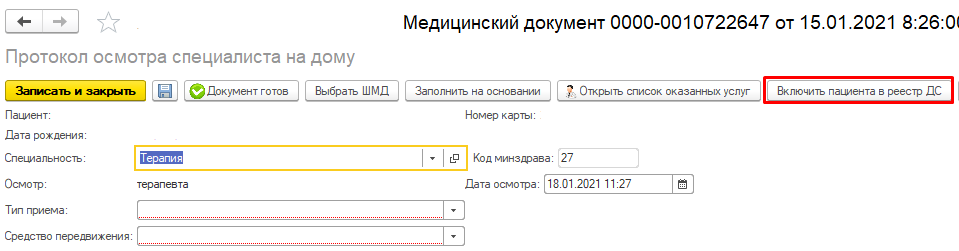 Медицинский документ 0000-0010722647 от 15.01.2021 8:26:00
Протокол осмотра специалиста на дому
Записать и закрыть Документ готов Выбрать ШМД Заполнить на основании Открыть список оказанных услуг Включить пациента в реестр ДС
Пациент: Номер карты:
Дата рождения:
Специальность: Терапия Код минздрава: 27
Осмотр: терапевта Дата осмотра: 18.01.2021 11:27
Тип приема:
Средство передвижения: